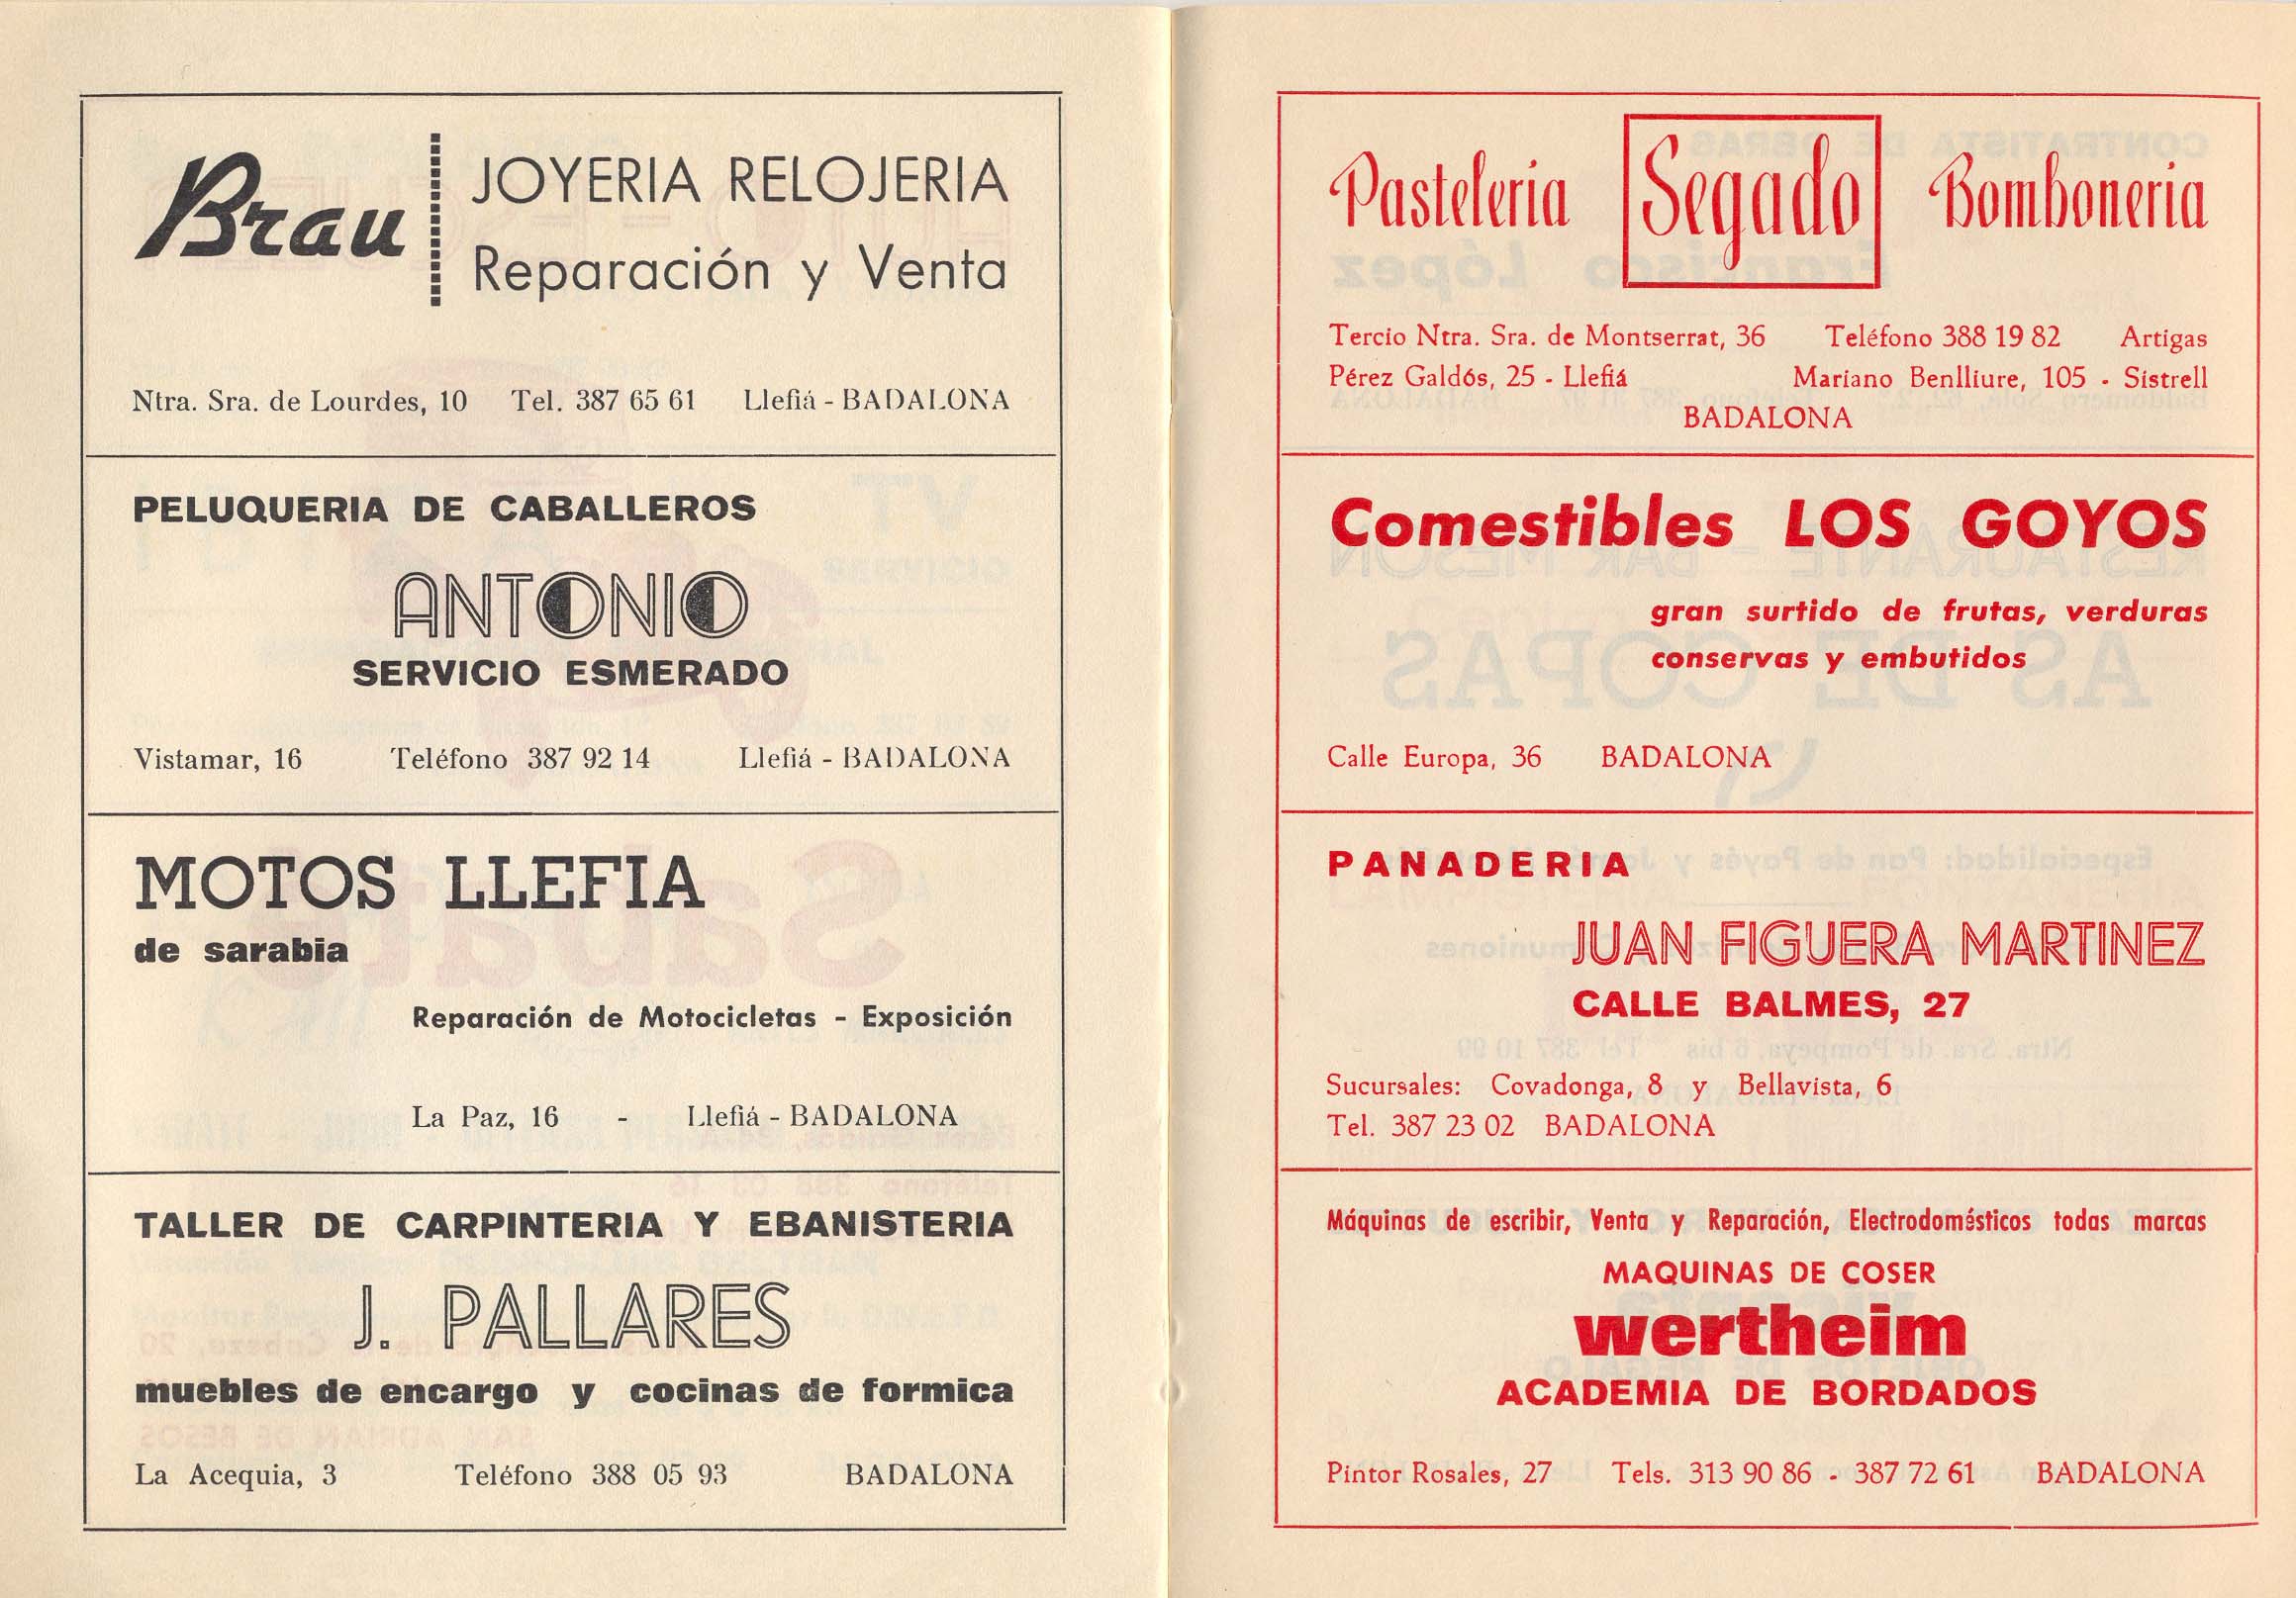 Brau
JOYERIA RELOJERIA
Reparación y Venta
Ntra. Sra. de Lourdes, 10 Tel. 387 65 61 Llefiá - BADALONA
PELUQUERIA DE CABALLEROS
ANTONIO
SERVICIO ESMERADO
Vistamar, 16 Teléfono 387 92 14 Llefiá - BADALONA
MOTOS LLEFIA
de sarabia
Reparación de Motocicletas - Exposición
La Paz, 16 - Llefiá - BADALONA
TALLER DE CARPINTERIA Y EBANISTERIA
J. PALLARES
muebles de encargo y cocinas de formica
La Acequia, 3 Teléfono 388 05 93 BADALONA
Pastelería Segado Bombonería
Tercio Ntra. Sra. de Montserrat, 36 Teléfono 388 19 82 Artigas
Pérez Galdós, 25 - Llefiá Mariano Benlliure, 105 - Sistrell
BADALONA
Comestibles LOS GOYOS
gran surtido de frutas, verduras
conservas y embutidos
Calle Europa, 36 BADALONA
PANADERIA
JUAN FIGUERA MARTINEZ
CALLE BALMES, 27
Sucursales: Covadonga, 8 y Bellavista, 6
Tel. 387 23 02 BADALONA
Máquinas de escribir, Venta y Reparación, Electrodomésticos todas marcas
MAQUINAS DE COSER
wertheim
ACADEMIA DE BORDADOS
Pintor Rosales, 27 Tels. 313 90 86 - 387 72 61 BADALONA